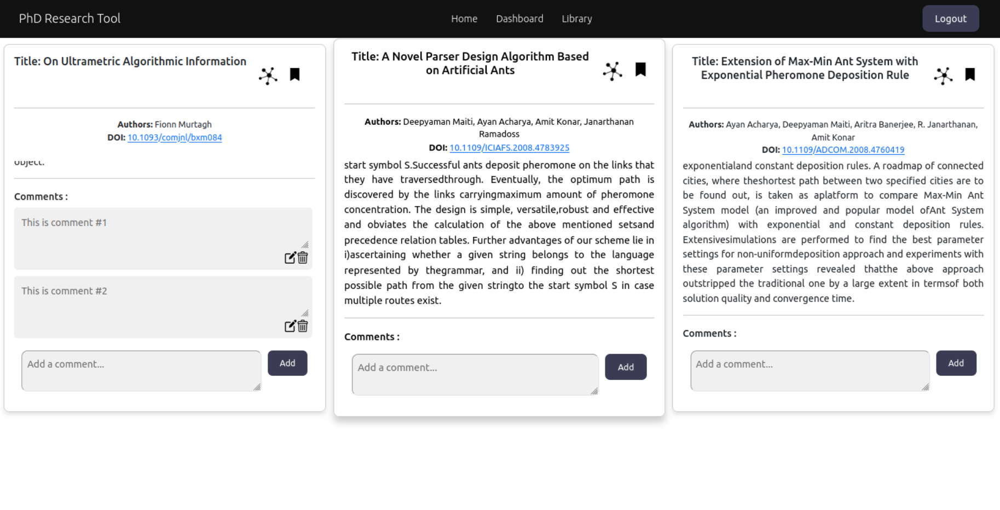 PhD Research Tool
Home
Dashboard
Library
Logout
Title: On Ultrametric Algorithmic Information
Authors: Fionn Murtagh
DOI: 10.1093/comjnl/bxm084
object.
Comments :
This is comment #1
This is comment #2
Add a comment...
Add
Title: A Novel Parser Design Algorithm Based
on Artificial Ants
Authors: Deepyaman Maiti, Ayan Acharya, Amit Konar, Janarthanan
Ramadoss
DOI: 10.1109/ICIAFS.2008.4783925
start symbol S.Successful ants deposit pheromone on the links that
they have traversedthrough. Eventually, the optimum path is
discovered by the links carryingmaximum amount of pheromone
concentration. The design is simple, versatile,robust and effective
and obviates the calculation of the above mentioned setsand
precedence relation tables. Further advantages of our scheme lie in
i)ascertaining whether a given string belongs to the language
represented by thegrammar, and ii) finding out the shortest
possible path from the given stringto the start symbol S in case
multiple routes exist.
Comments :
Add a comment...
Add
Title: Extension of Max-Min Ant System with
Exponential Pheromone Deposition Rule
Authors: Ayan Acharya, Deepyaman Maiti, Aritra Banerjee, R. Janarthanan,
Amit Konar
DOI: 10.1109/ADCOM.2008.4760419
exponentialand constant deposition rules. A roadmap of connected
cities, where theshortest path between two specified cities are to
be found out, is taken as aplatform to compare Max-Min Ant
System model (an improved and popular model ofAnt System
algorithm) with exponential and constant deposition rules.
Extensivesimulations are performed to find the best parameter
settings for non-uniformdeposition approach and experiments with
these parameter settings revealed thatthe above approach
outstripped the traditional one by a large extent in termsof both
solution quality and convergence time.
Comments :
Add a comment...
Add